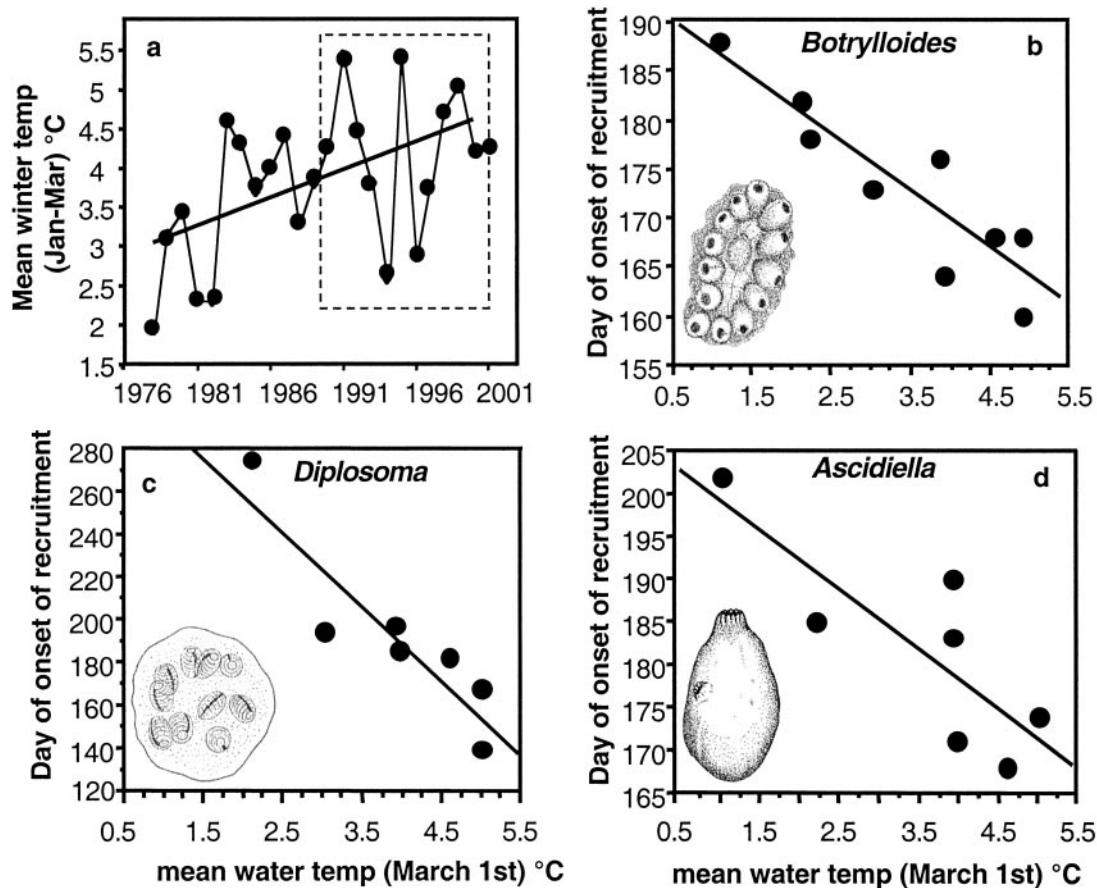 a
Mean winter temp
(Jan-Mar) °C
5.5
5
4.5
4
3.5
3
2.5
2
1.5
1976 1981 1986 1991 1996 2001
b
Botrylloides
Day of onset of recruitment
190
185
180
175
170
165
160
155
0.5 1.5 2.5 3.5 4.5 5.5
c
Diplosoma
Day of onset of recruitment
280
260
240
220
200
180
160
140
120
0.5 1.5 2.5 3.5 4.5 5.5
mean water temp (March 1st) °C
d
Ascidiella
Day of onset of recruitment
205
200
195
190
185
180
175
170
165
0.5 1.5 2.5 3.5 4.5 5.5
mean water temp (March 1st) °C